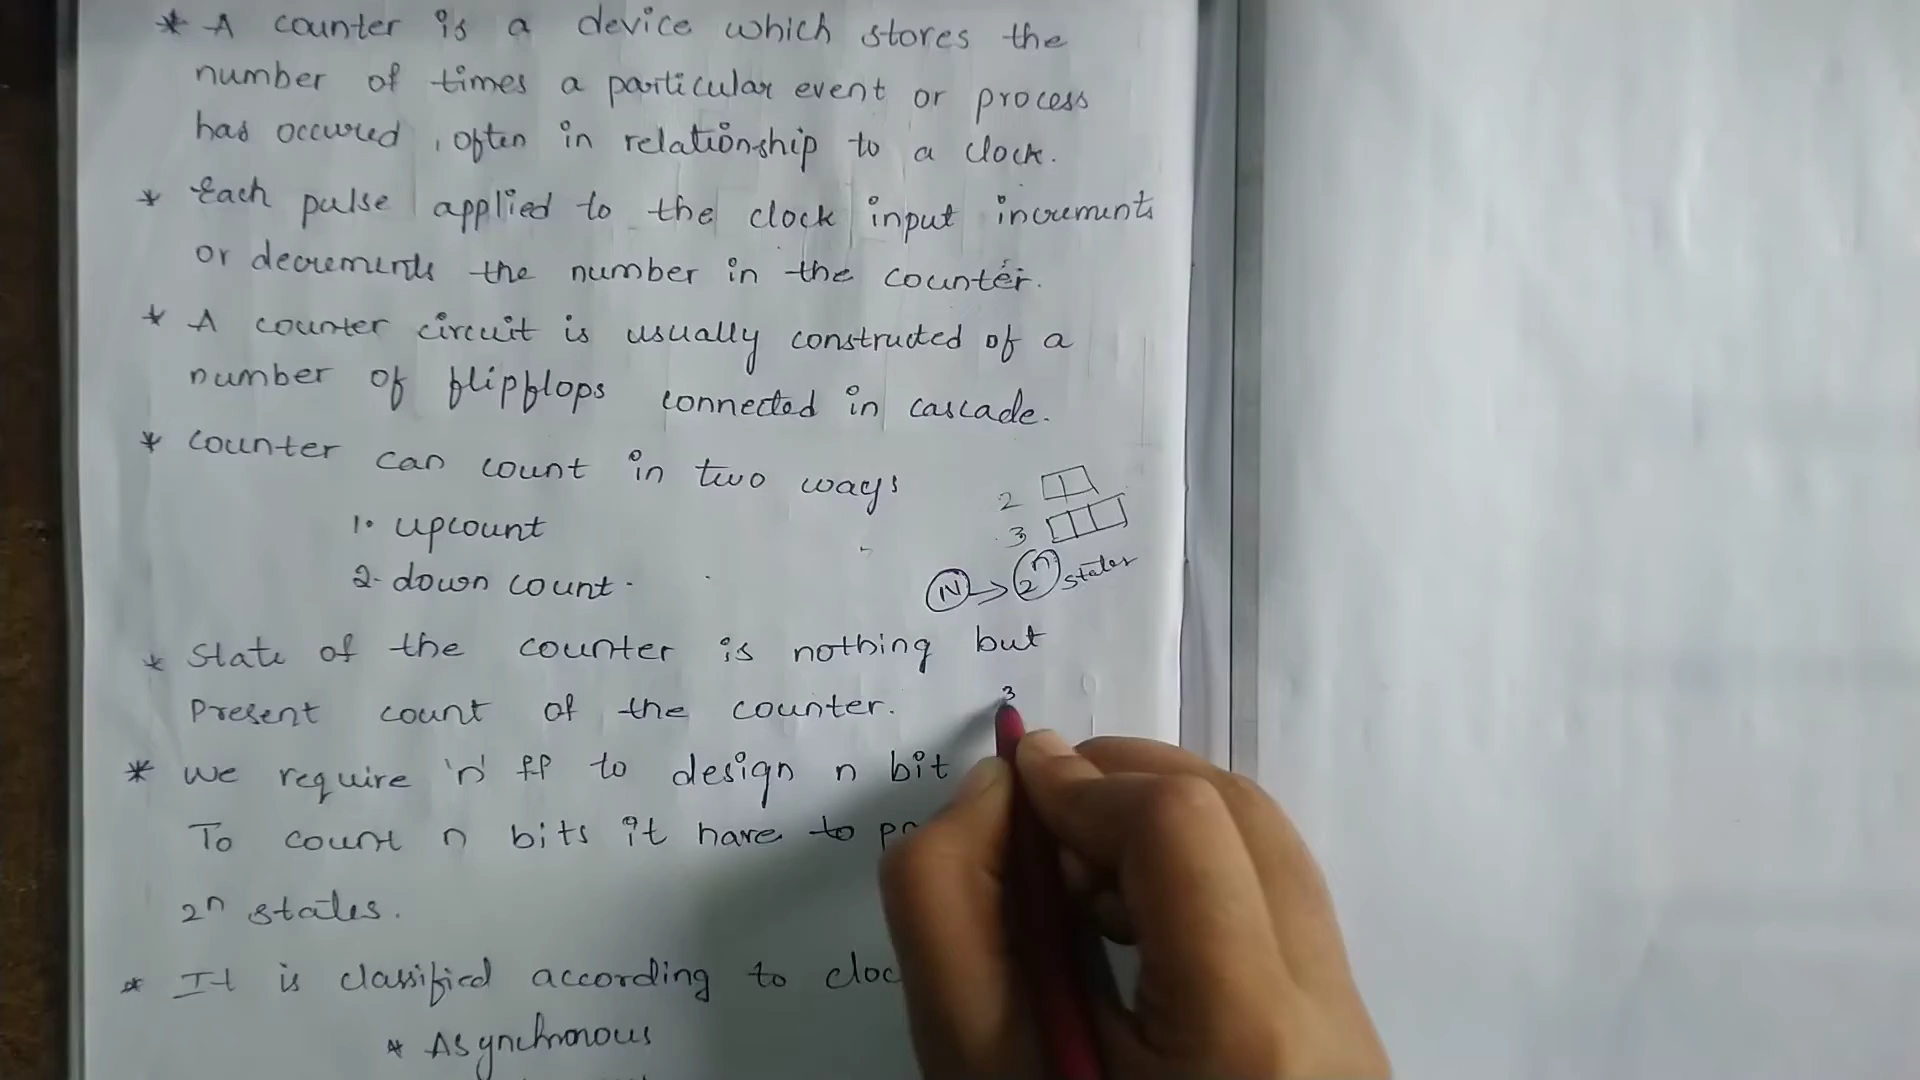 * A counter is a device which stores the
number of times a particular event or process
has occured, often in relationship to a clock.
* Each pulse applied to the clock input increments
or decrements the number in the counter.
* A counter circuit is usually constructed of a
number of flipflops connected in cascade.
* counter can count in two ways
1. upcount
2. down count.
2
3
N → 2ⁿ states
* State of the counter is nothing but
Present count of the counter.
3
* we require 'n' ff to design n bit
To count n bits it have to
2ⁿ states.
* It is classified according to
* Asynchronous